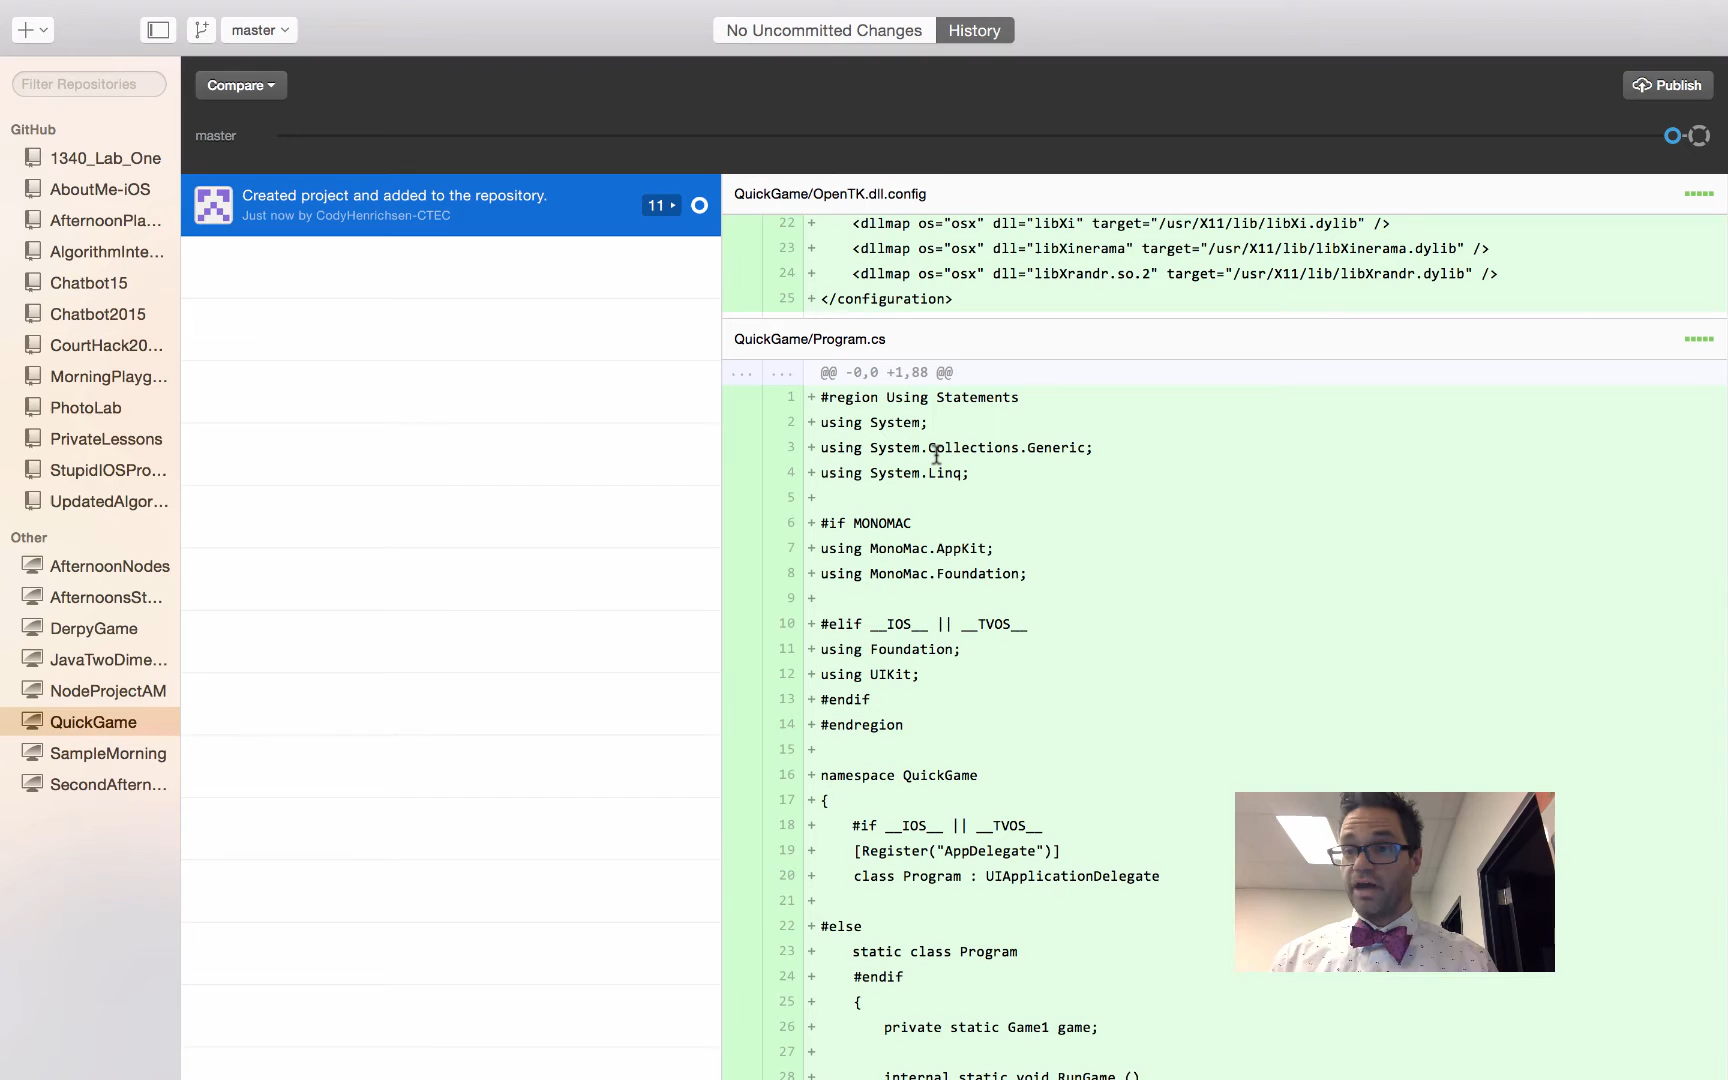 master
No Uncommitted Changes
History
Filter Repositories
GitHub
1340_Lab_One
AboutMe-iOS
AfternoonPla...
AlgorithmInte...
Chatbot15
Chatbot2015
CourtHack20...
MorningPlayg...
PhotoLab
PrivateLessons
StupidIOSPro...
UpdatedAlgor...
Other
AfternoonNodes
AfternoonsSt...
DerpyGame
JavaTwoDime...
NodeProjectAM
QuickGame
SampleMorning
SecondAftern...
Compare
Publish
master
Created project and added to the repository.
Just now by CodyHenrichsen-CTEC
11
QuickGame/OpenTK.dll.config
22 + <dllmap os="osx" dll="libXi" target="/usr/X11/lib/libXi.dylib" />
23 + <dllmap os="osx" dll="libXinerama" target="/usr/X11/lib/libXinerama.dylib" />
24 + <dllmap os="osx" dll="libXrandr.so.2" target="/usr/X11/lib/libXrandr.dylib" />
25 + </configuration>
QuickGame/Program.cs
... ... @@ -0,0 +1,88 @@
1 + #region Using Statements
2 + using System;
3 + using System.Collections.Generic;
4 + using System.Linq;
5 +
6 + #if MONOMAC
7 + using MonoMac.AppKit;
8 + using MonoMac.Foundation;
9 +
10 + #elif __IOS__ || __TVOS__
11 + using Foundation;
12 + using UIKit;
13 + #endif
14 + #endregion
15 +
16 + namespace QuickGame
17 + {
18 + #if __IOS__ || __TVOS__
19 + [Register("AppDelegate")]
20 + class Program : UIApplicationDelegate
21 +
22 + #else
23 + static class Program
24 + #endif
25 + {
26 + private static Game1 game;
27 +
28 + internal static void RunGame ()